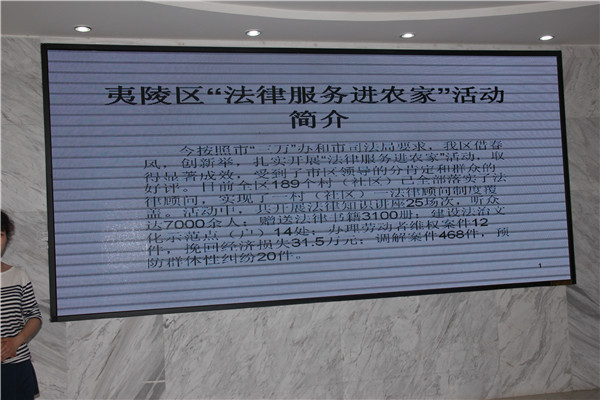 夷陵区“法律服务进农家”活动
简介
今按照市“三万”办和市司法局要求，我区借春
风，创新举，扎实开展“法律服务进农家”活动，取
得显著成效，受到了市区领导的分肯定和群众的
好评。目前全区189个村（社区）已全部落实了法
律顾问，实现了一村（社区）一法律顾问制度覆
盖。活动中，共开展法律知识讲座25场次，听众
达7000余人；赠送法律书籍3100册；建设法治文
化示范点（户）14处；办理劳动者维权案件12
件，挽回经济损失31.5万元；调解案件468件，预
防群体性纠纷20件。
1